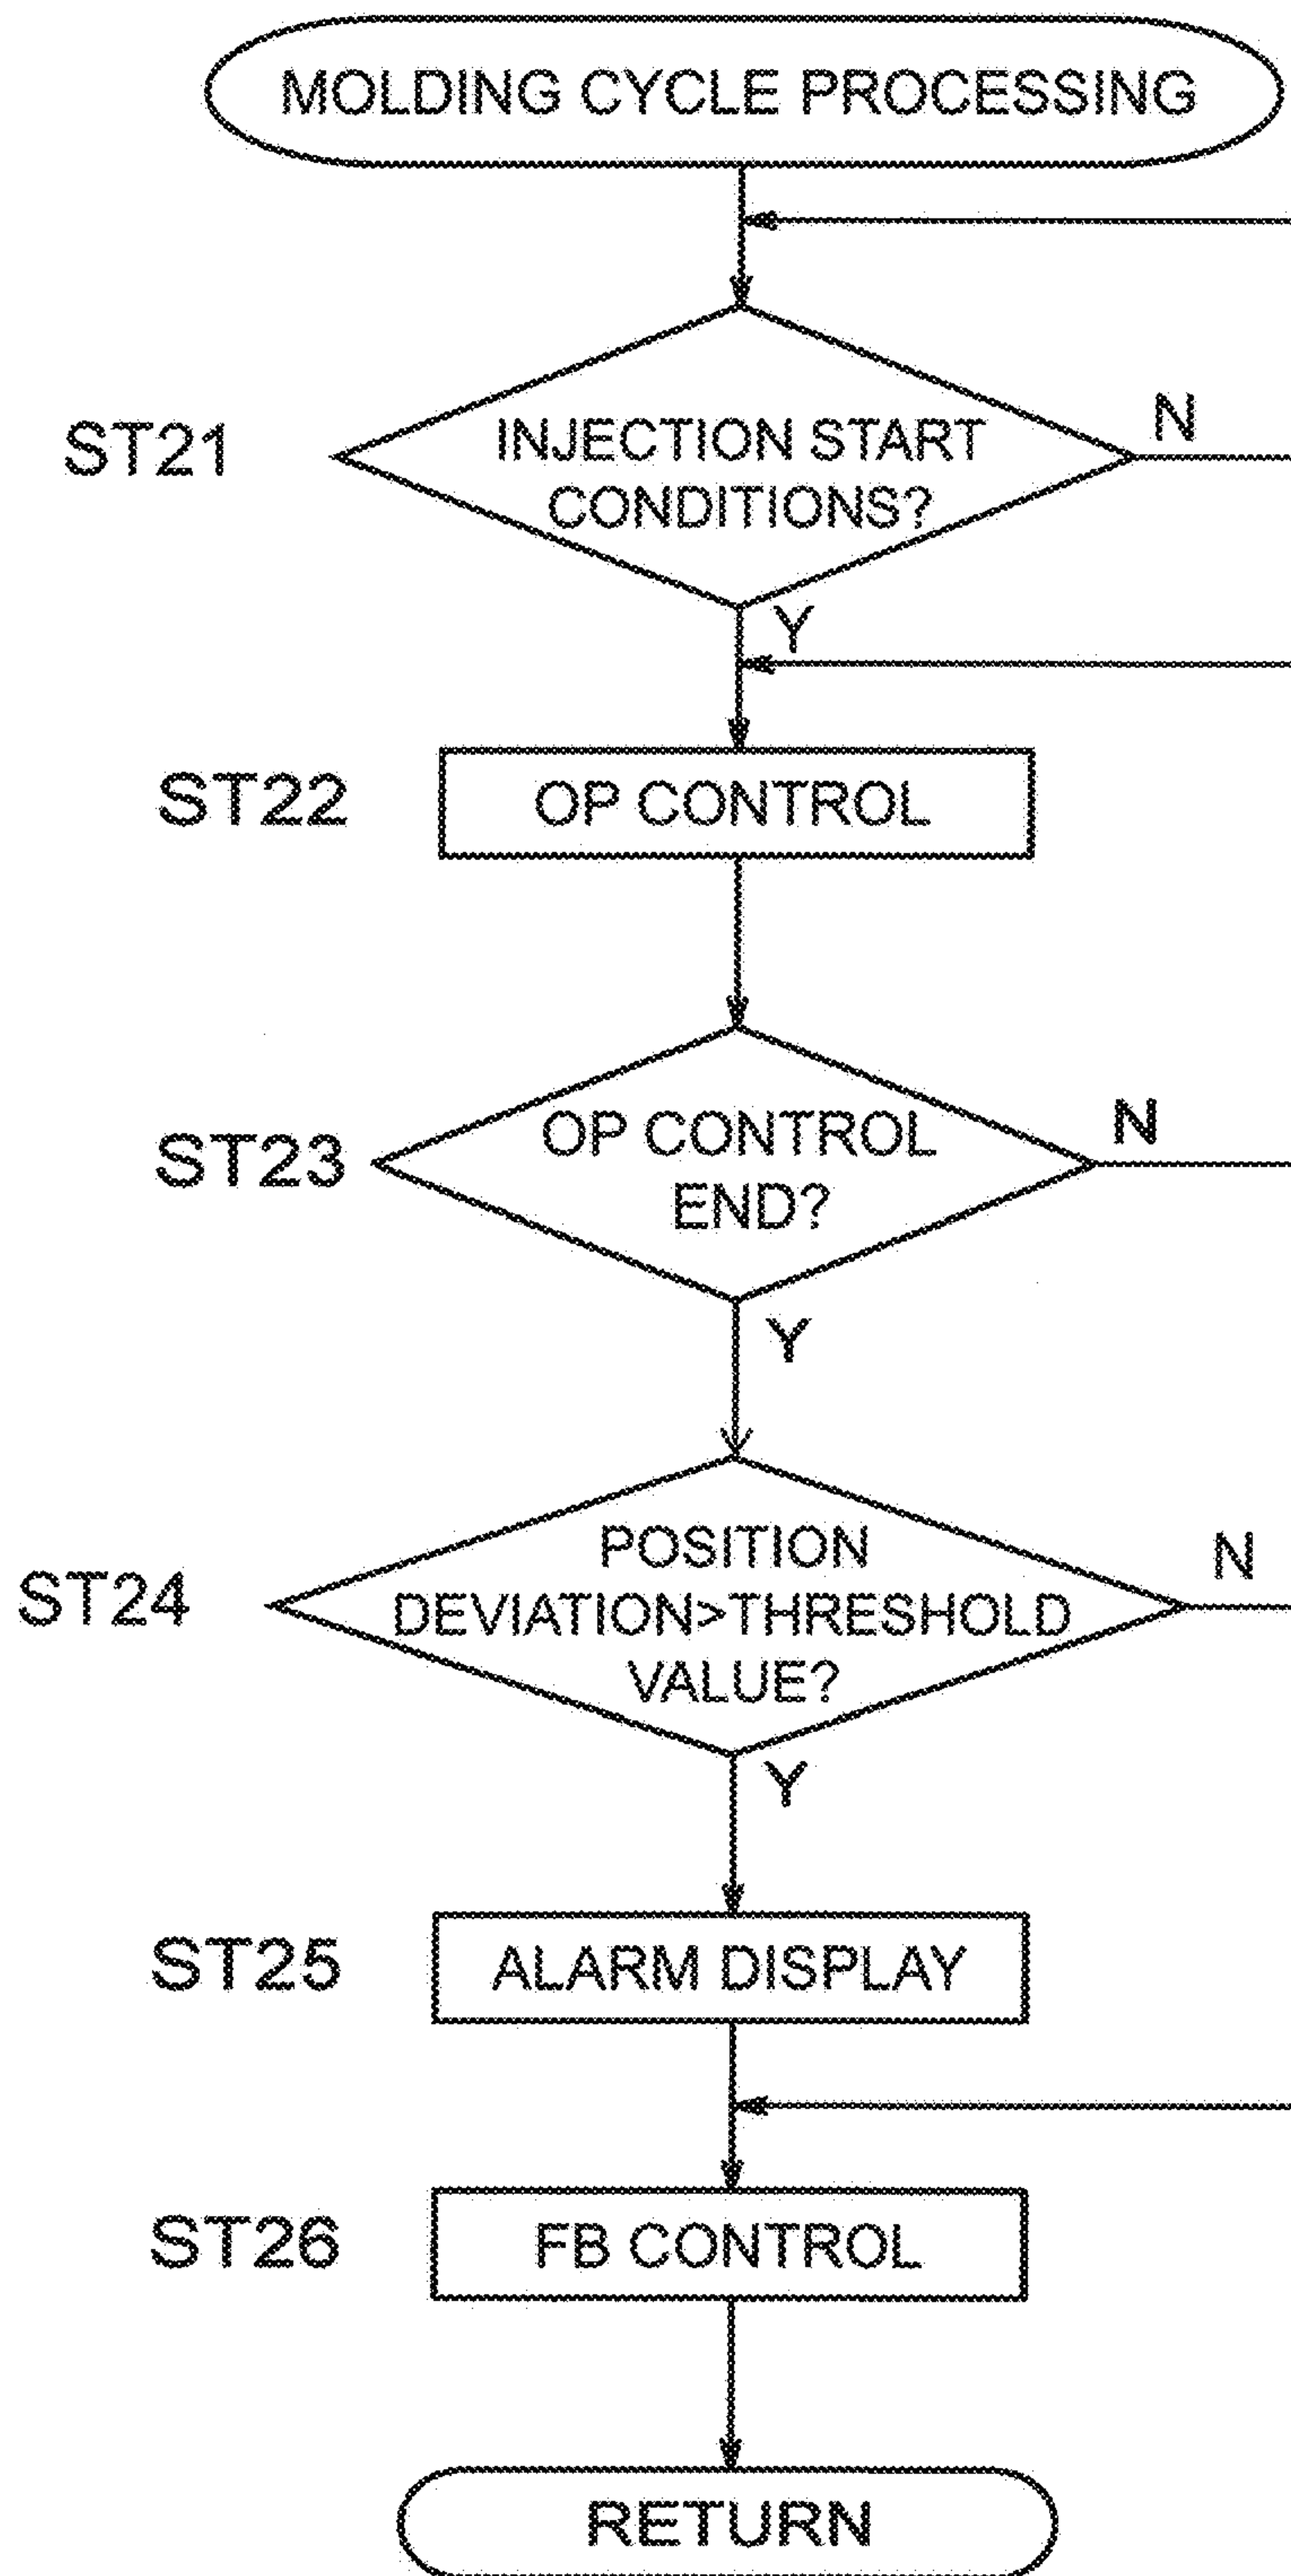 MOLDING CYCLE PROCESSING
ST21
INJECTION START
CONDITIONS?
N
Y
ST22
OP CONTROL
ST23
OP CONTROL
END?
N
Y
ST24
POSITION
DEVIATION>THRESHOLD
VALUE?
N
Y
ST25
ALARM DISPLAY
ST26
FB CONTROL
RETURN